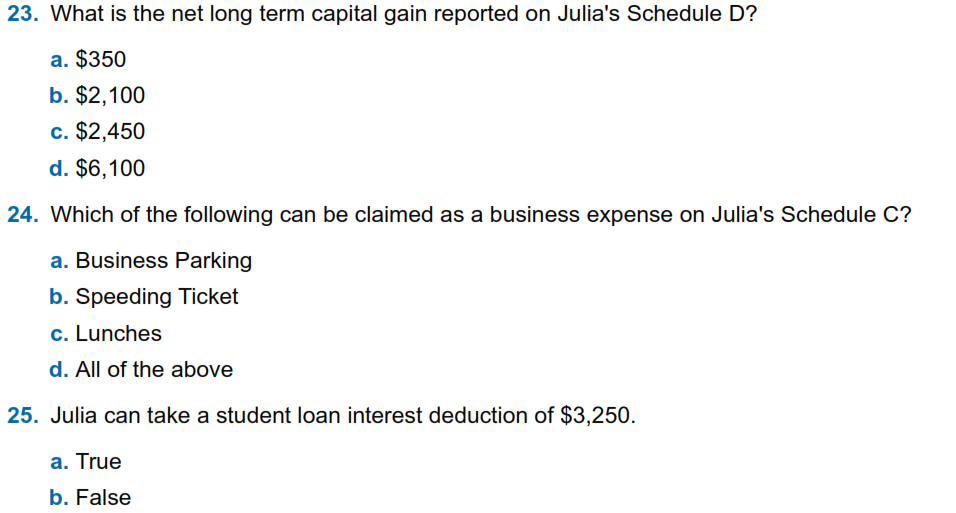 23. What is the net long term capital gain reported on Julia's Schedule D?
a. $350
b. $2,100
c. $2,450
d. $6,100
24. Which of the following can be claimed as a business expense on Julia's Schedule C?
a. Business Parking
b. Speeding Ticket
c. Lunches
d. All of the above
25. Julia can take a student loan interest deduction of $3,250.
a. True
b. False